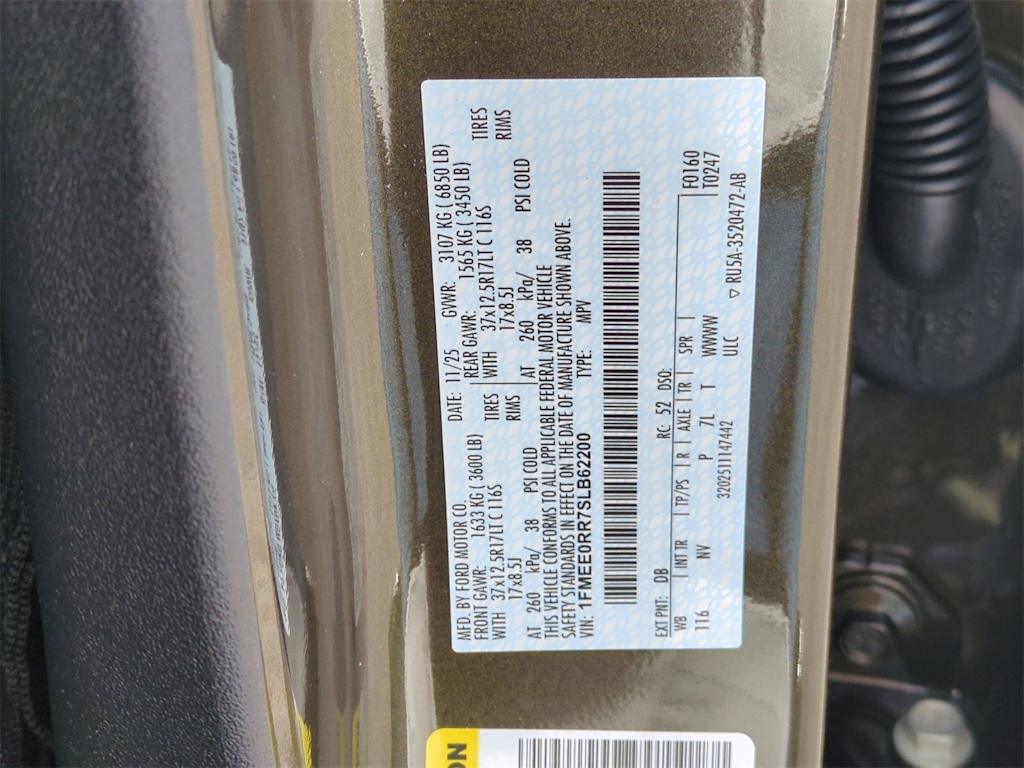 MFD. BY FORD MOTOR CO. DATE: 11/25 GVWR: 3107 KG ( 6850 LB)
FRONT GAWR: 1633 KG ( 3600 LB) REAR GAWR: 1565 KG ( 3450 LB)
WITH 37x12.5R17LT C 116S TIRES WITH 37x12.5R17LT C 116S TIRES
17x8.5J RIMS 17x8.5J RIMS
AT 260 kPa/ 38 PSI COLD AT 260 kPa/ 38 PSI COLD
THIS VEHICLE CONFORMS TO ALL APPLICABLE FEDERAL MOTOR VEHICLE
SAFETY STANDARDS IN EFFECT ON THE DATE OF MANUFACTURE SHOWN ABOVE.
VIN: 1FMEE0RR7SLB62200 TYPE: MPV
EXT PNT: DB RC: 52 DSO: F0160
WB INT TR TP/PS R AXLE TR SPR T0247
116 NV P 7L T WWWW
3202511147442 ULC ▽ RU5A-3520472-AB
ON